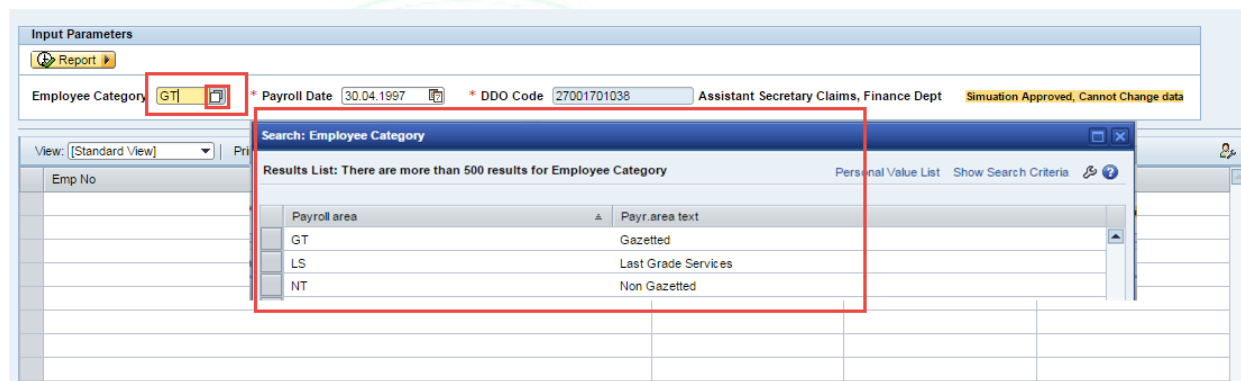 Input Parameters
Report
Employee Category GT * Payroll Date 30.04.1997 * DDO Code 27001701038 Assistant Secretary Claims, Finance Dept Simuation Approved, Cannot Change data
Search: Employee Category
View: [Standard View] Pri
Results List: There are more than 500 results for Employee Category Personal Value List Show Search Criteria
Emp No
Payroll area Payr.area text
GT Gazetted
LS Last Grade Services
NT Non Gazetted